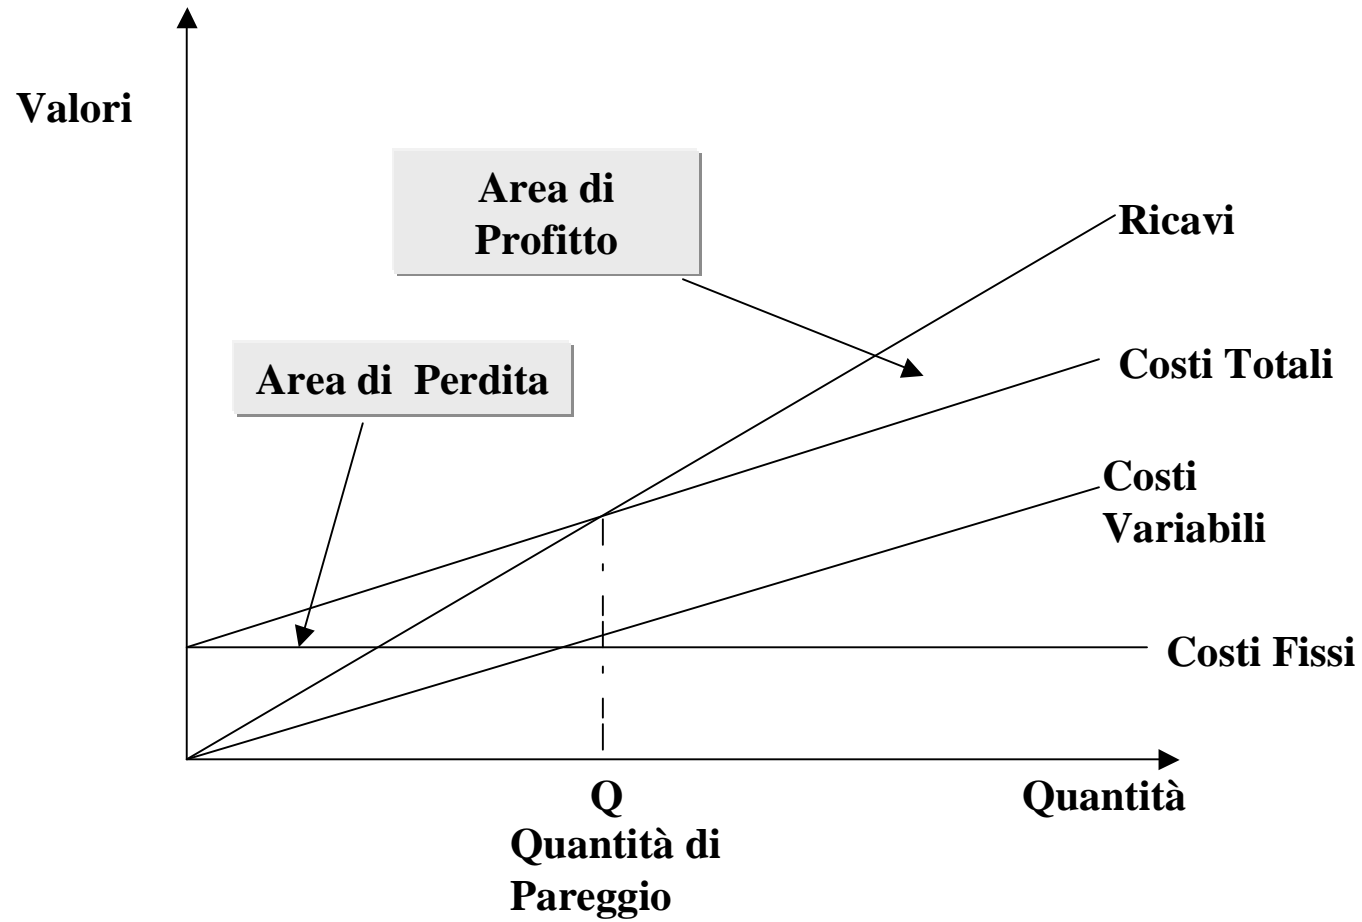 Valori
Area di
Profitto
Ricavi
Area di  Perdita
Costi Totali
Costi
Variabili
Costi Fissi
Q
Quantità di
Pareggio
Quantità